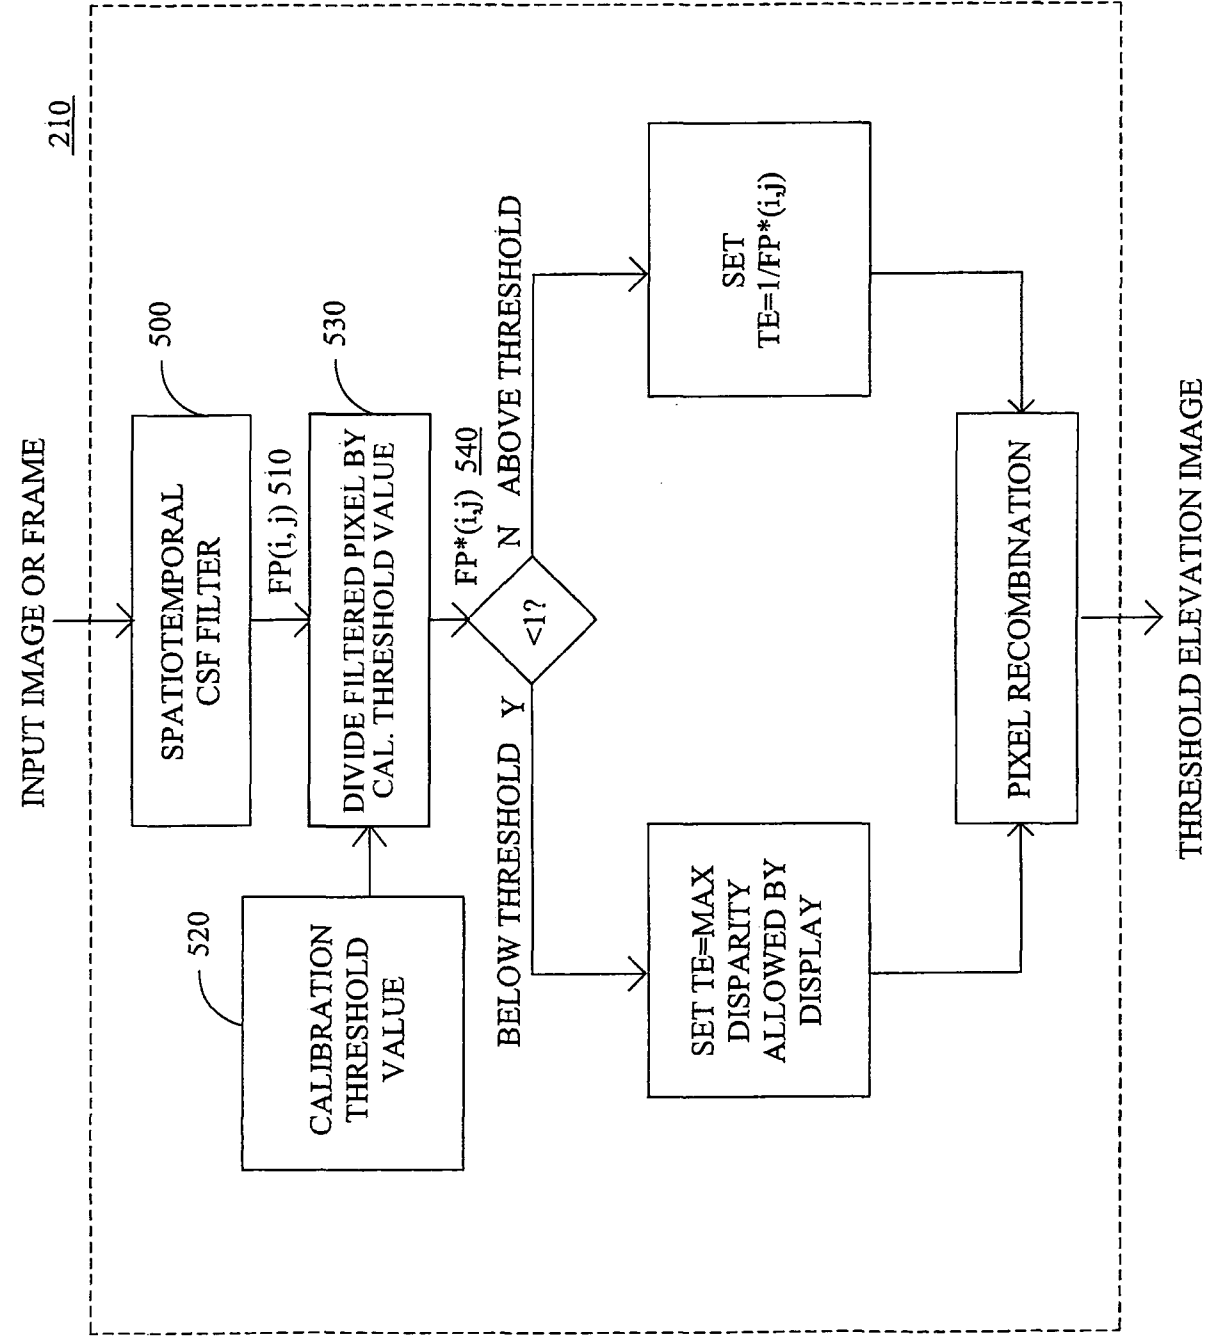 210
INPUT IMAGE OR FRAME
SPATIOTEMPORAL
CSF FILTER
500
FP(i, j) 510
CALIBRATION
THRESHOLD
VALUE
520
DIVIDE FILTERED PIXEL BY
CAL. THRESHOLD VALUE
530
FP*(i,j) 540
<1?
BELOW THRESHOLD Y
N ABOVE THRESHOLD
SET TE=MAX
DISPARITY
ALLOWED BY
DISPLAY
SET
TE=1/FP*(i,j)
PIXEL RECOMBINATION
THRESHOLD ELEVATION IMAGE